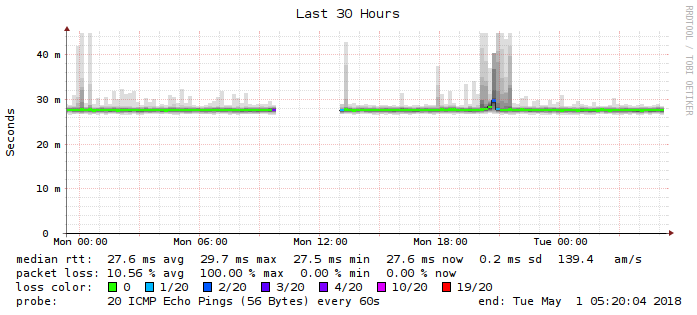 Last 30 Hours
RRDTOOL / TOBI OETIKER
Seconds
40 m
30 m
20 m
10 m
0
Mon 00:00 Mon 06:00 Mon 12:00 Mon 18:00 Tue 00:00
median rtt: 27.6 ms avg 29.7 ms max 27.5 ms min 27.6 ms now 0.2 ms sd 139.4 am/s
packet loss: 10.56 % avg 100.00 % max 0.00 % min 0.00 % now
loss color: 0 1/20 2/20 3/20 4/20 10/20 19/20
probe: 20 ICMP Echo Pings (56 Bytes) every 60s end: Tue May 1 05:20:04 2018